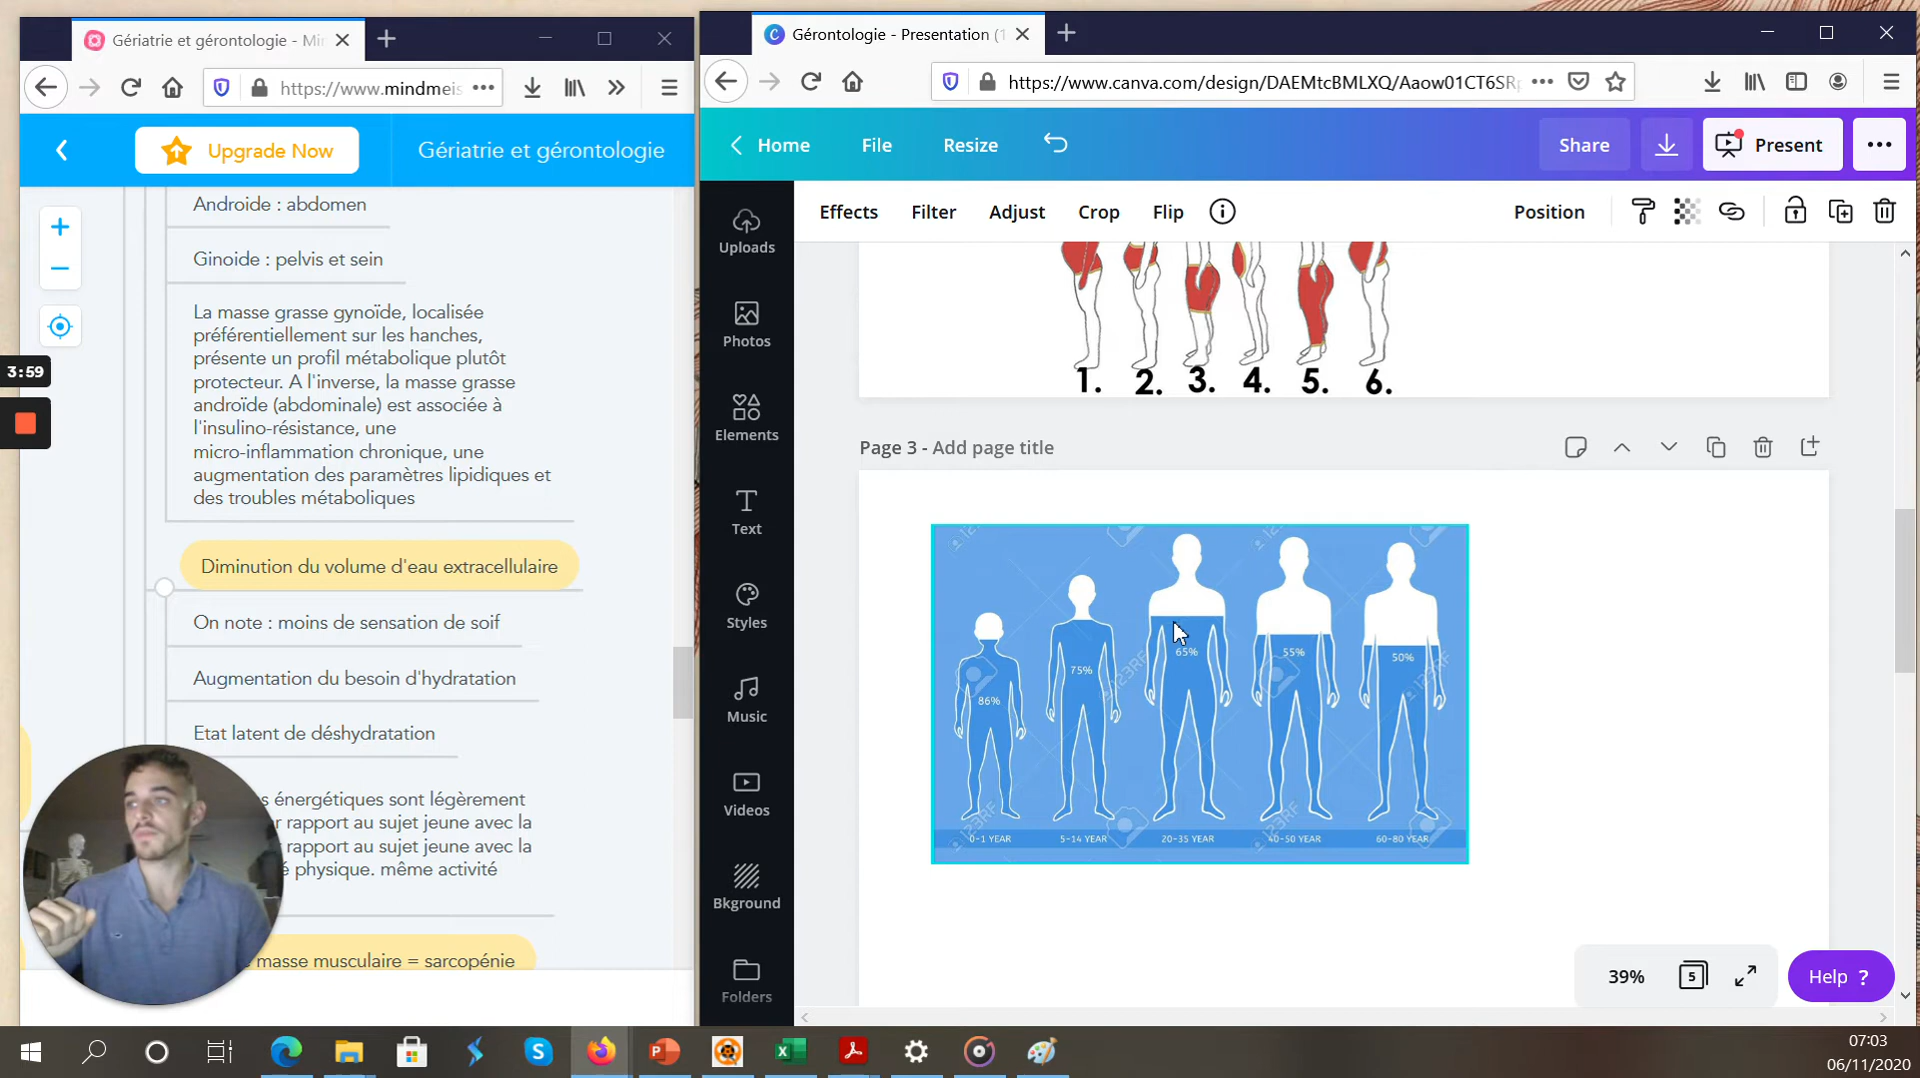 Gériatrie et gérontologie - Mi
https://www.mindmeis
Upgrade Now
Gériatrie et gérontologie
Androide : abdomen
Ginoide : pelvis et sein
La masse grasse gynoïde, localisée
préférentiellement sur les hanches,
présente un profil métabolique plutôt
protecteur. A l'inverse, la masse grasse
androïde (abdominale) est associée à
l'insulino-résistance, une
micro-inflammation chronique, une
augmentation des paramètres lipidiques et
des troubles métaboliques
Diminution du volume d'eau extracellulaire
On note : moins de sensation de soif
Augmentation du besoin d'hydratation
Etat latent de déshydratation
s énergétiques sont légèrement
r rapport au sujet jeune avec la
r rapport au sujet jeune avec la
é physique. même activité
masse musculaire = sarcopénie
3:59
Gérontologie - Presentation (1
https://www.canva.com/design/DAEMtcBMLXQ/Aaow01CT6SRp
Home
File
Resize
Share
Present
Effects
Filter
Adjust
Crop
Flip
Position
Uploads
Photos
Elements
Text
Styles
Music
Videos
Bkground
Folders
1. 2. 3. 4. 5. 6.
Page 3 - Add page title
86% 75% 65% 55% 50%
0-1 YEAR 5-14 YEAR 20-35 YEAR 40-50 YEAR 60-80 YEAR
123RF
39%
5
Help ?
07:03
06/11/2020